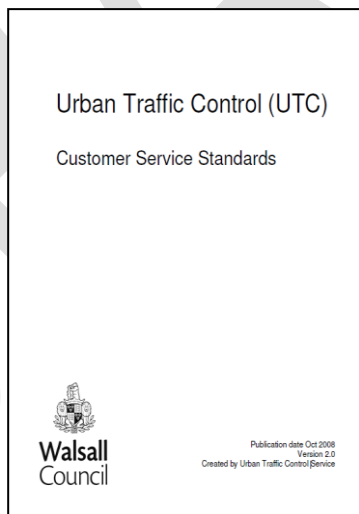 Urban Traffic Control (UTC)
Customer Service Standards
Walsall
Council
Publication date Oct 2008
Version 2.0
Created by Urban Traffic Control Service